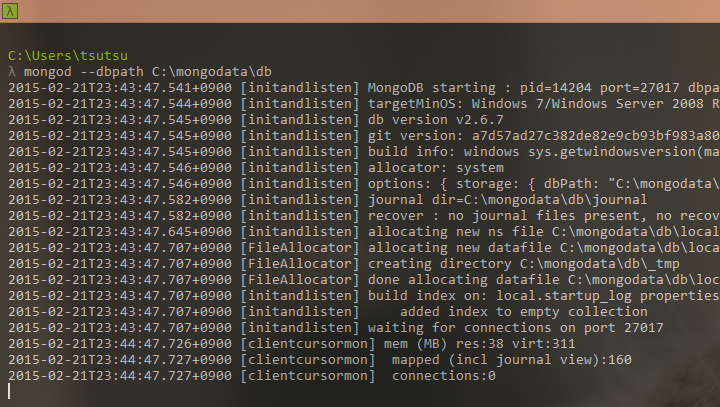 λ
C:\Users\tsutsu
λ mongod --dbpath C:\mongodata\db
2015-02-21T23:43:47.541+0900 [initandlisten] MongoDB starting : pid=14204 port=27017 dbpa
2015-02-21T23:43:47.544+0900 [initandlisten] targetMinOS: Windows 7/Windows Server 2008 R
2015-02-21T23:43:47.545+0900 [initandlisten] db version v2.6.7
2015-02-21T23:43:47.545+0900 [initandlisten] git version: a7d57ad27c382de82e9cb93bf983a80
2015-02-21T23:43:47.545+0900 [initandlisten] build info: windows sys.getwindowsversion(ma
2015-02-21T23:43:47.546+0900 [initandlisten] allocator: system
2015-02-21T23:43:47.546+0900 [initandlisten] options: { storage: { dbPath: "C:\mongodata\
2015-02-21T23:43:47.582+0900 [initandlisten] journal dir=C:\mongodata\db\journal
2015-02-21T23:43:47.582+0900 [initandlisten] recover : no journal files present, no recov
2015-02-21T23:43:47.645+0900 [initandlisten] allocating new ns file C:\mongodata\db\local
2015-02-21T23:43:47.707+0900 [FileAllocator] allocating new datafile C:\mongodata\db\loca
2015-02-21T23:43:47.707+0900 [FileAllocator] creating directory C:\mongodata\db\_tmp
2015-02-21T23:43:47.707+0900 [FileAllocator] done allocating datafile C:\mongodata\db\loc
2015-02-21T23:43:47.707+0900 [initandlisten] build index on: local.startup_log properties
2015-02-21T23:43:47.707+0900 [initandlisten]      added index to empty collection
2015-02-21T23:43:47.707+0900 [initandlisten] waiting for connections on port 27017
2015-02-21T23:44:47.726+0900 [clientcursormon] mem (MB) res:38 virt:311
2015-02-21T23:44:47.727+0900 [clientcursormon]  mapped (incl journal view):160
2015-02-21T23:44:47.727+0900 [clientcursormon]  connections:0